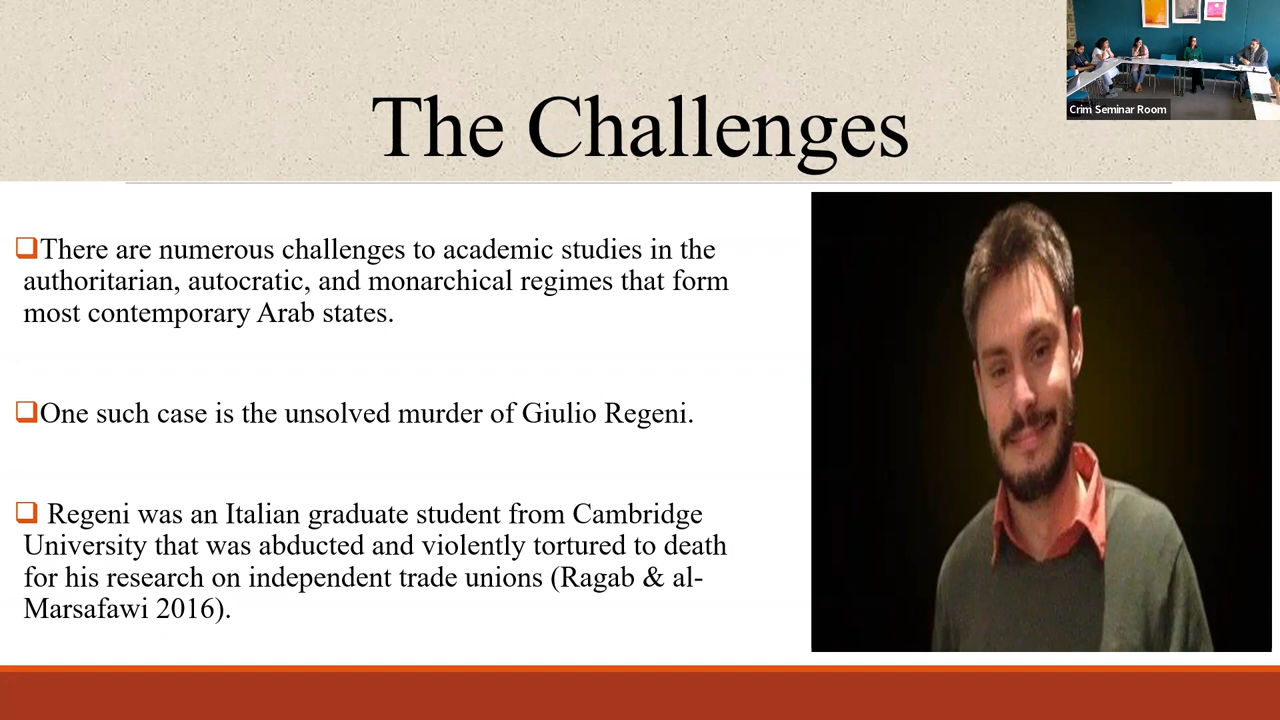 Crim Seminar Room
The Challenges
There are numerous challenges to academic studies in the
authoritarian, autocratic, and monarchical regimes that form
most contemporary Arab states.
One such case is the unsolved murder of Giulio Regeni.
Regeni was an Italian graduate student from Cambridge
University that was abducted and violently tortured to death
for his research on independent trade unions (Ragab & al-
Marsafawi 2016).